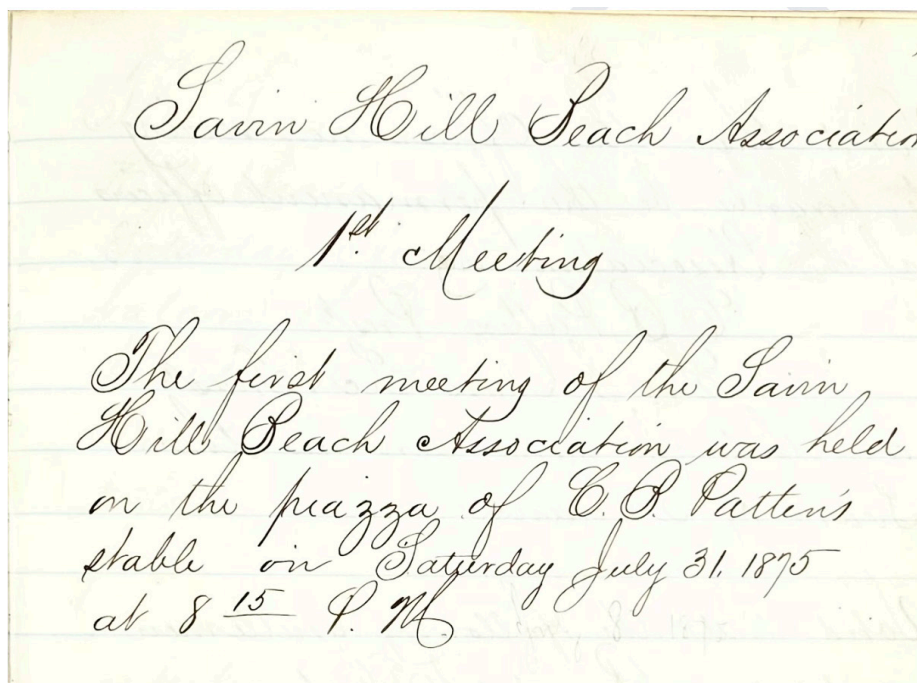 Savin Hill Beach Association
1st. Meeting
The first meeting of the Savin
Hill Beach Association was held
on the piazza of C. B. Patten's
stable on Saturday July 31. 1875
at 8 15 P. M